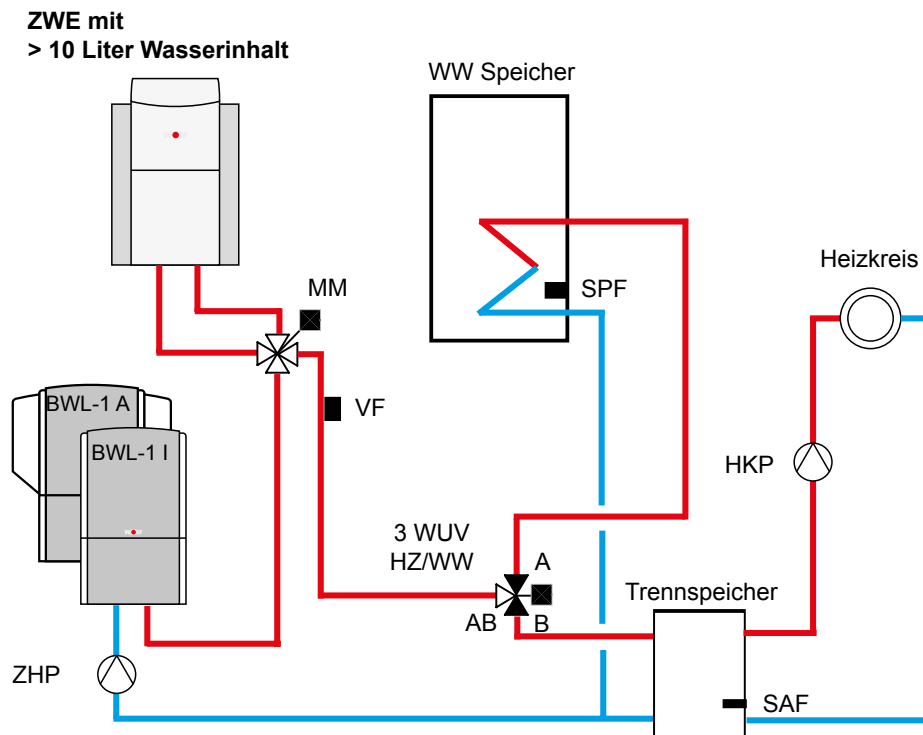 ZWE mit
> 10 Liter Wasserinhalt
WW Speicher
MM
SPF
Heizkreis
VF
BWL-1 A
BWL-1 I
HKP
3 WUV
HZ/WW
A
AB
B
Trennspeicher
ZHP
SAF